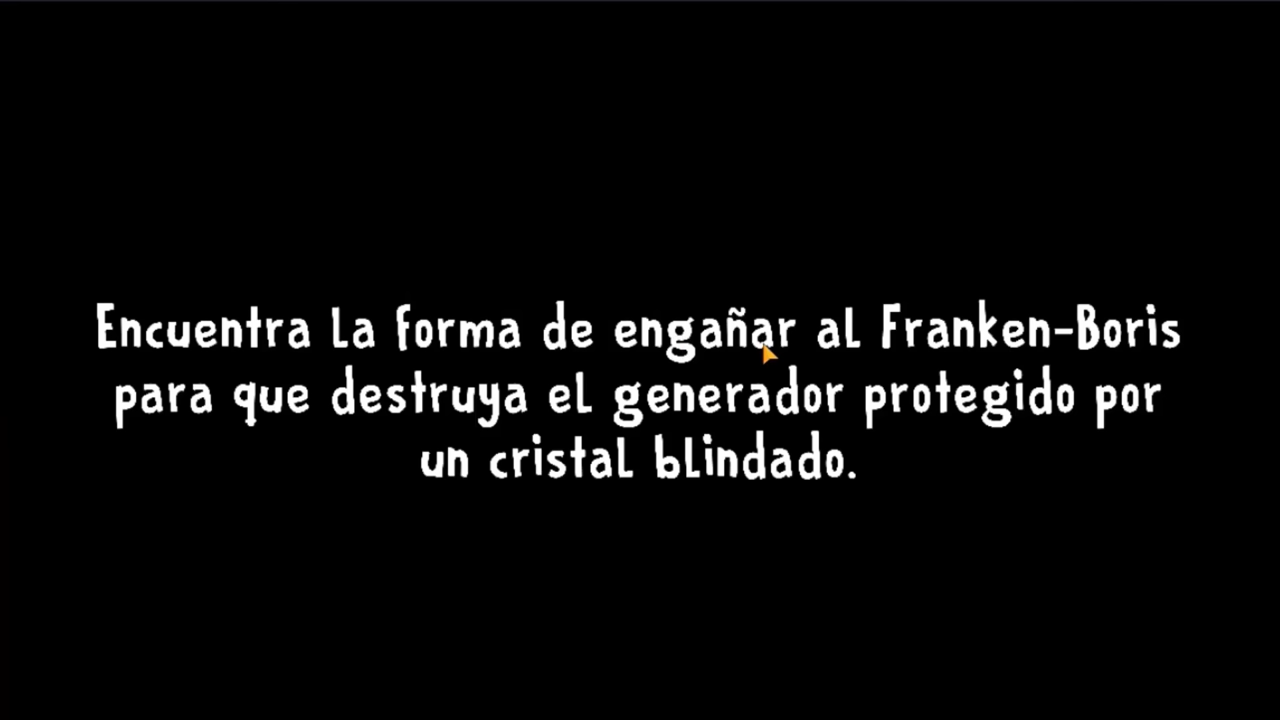 Encuentra la forma de engañar al Franken-Boris
para que destruya el generador protegido por
un cristal blindado.